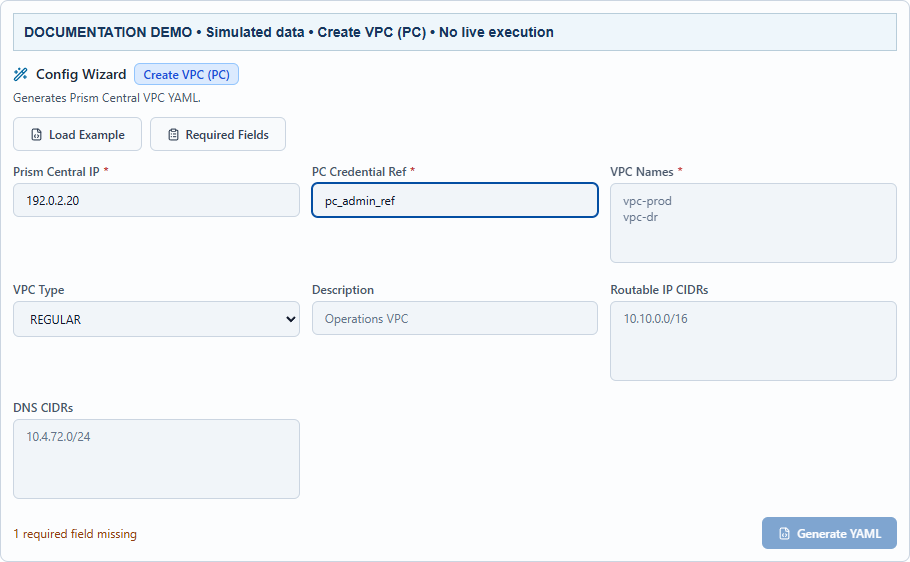 DOCUMENTATION DEMO • Simulated data • Create VPC (PC) • No live execution
Config Wizard Create VPC (PC)
Generates Prism Central VPC YAML.
Load Example Required Fields
Prism Central IP * PC Credential Ref * VPC Names *
192.0.2.20 pc_admin_ref vpc-prod
vpc-dr
VPC Type Description Routable IP CIDRs
REGULAR Operations VPC 10.10.0.0/16
DNS CIDRs
10.4.72.0/24
1 required field missing Generate YAML